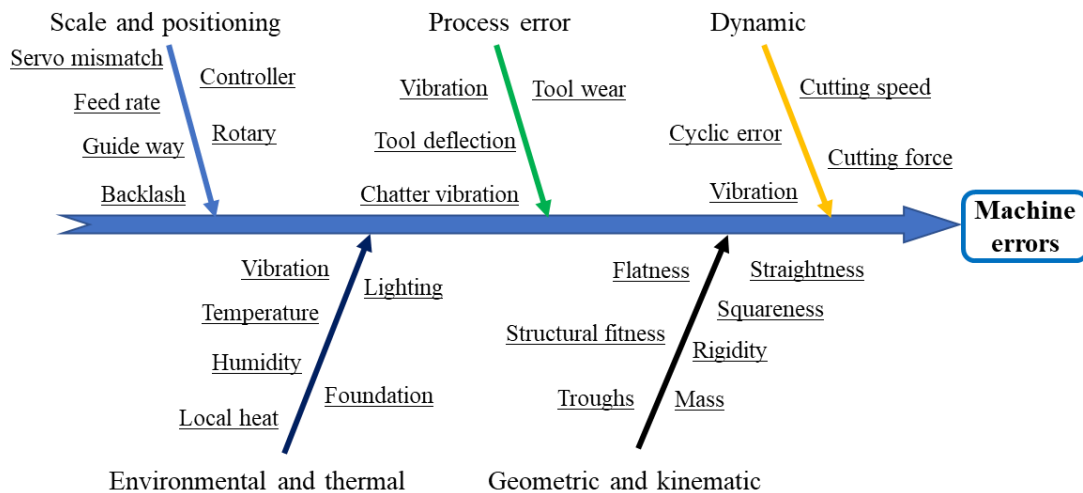 Scale and positioning
Servo mismatch
Controller
Feed rate
Rotary
Guide way
Backlash
Process error
Vibration
Tool wear
Tool deflection
Chatter vibration
Dynamic
Cutting speed
Cyclic error
Cutting force
Vibration
Machine
errors
Vibration
Lighting
Temperature
Humidity
Foundation
Local heat
Environmental and thermal
Flatness
Straightness
Squareness
Structural fitness
Rigidity
Troughs
Mass
Geometric and kinematic